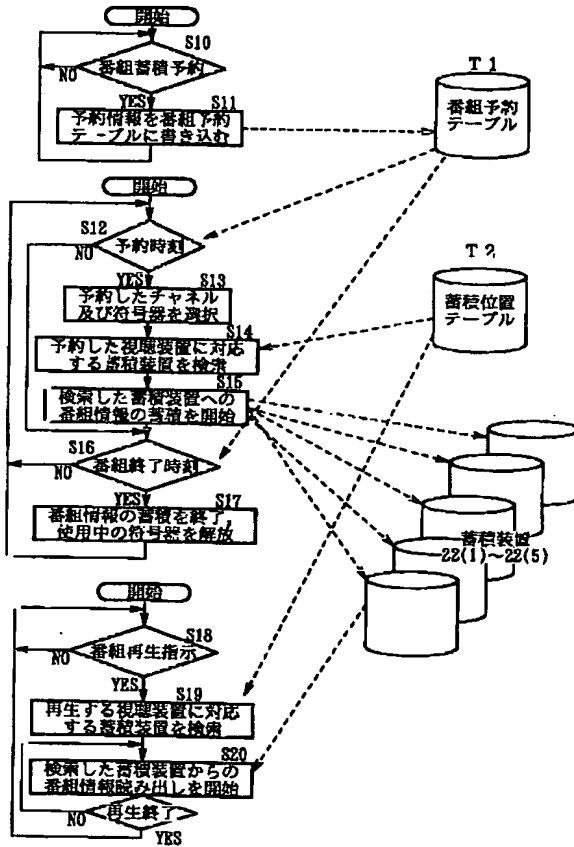 開始
S10
番組蓄積予約
NO
YES
S11
予約情報を番組予約
テーブルに書き込む
T1
番組予約
テーブル
開始
S12
予約時刻
NO
YES
S13
予約したチャネル
及び符号器を選択
S14
予約した視聴装置に対応
する蓄積装置を検索
S15
検索した蓄積装置への
番組情報の蓄積を開始
T2
蓄積位置
テーブル
S16
番組終了時刻
NO
YES
S17
番組情報の蓄積を終了,
使用中の符号器を解放
蓄積装置
22(1)~22(5)
開始
S18
番組再生指示
NO
YES
S19
再生する視聴装置に対応
する蓄積装置を検索
S20
検索した蓄積装置からの
番組情報読み出しを開始
再生終了
NO
YES